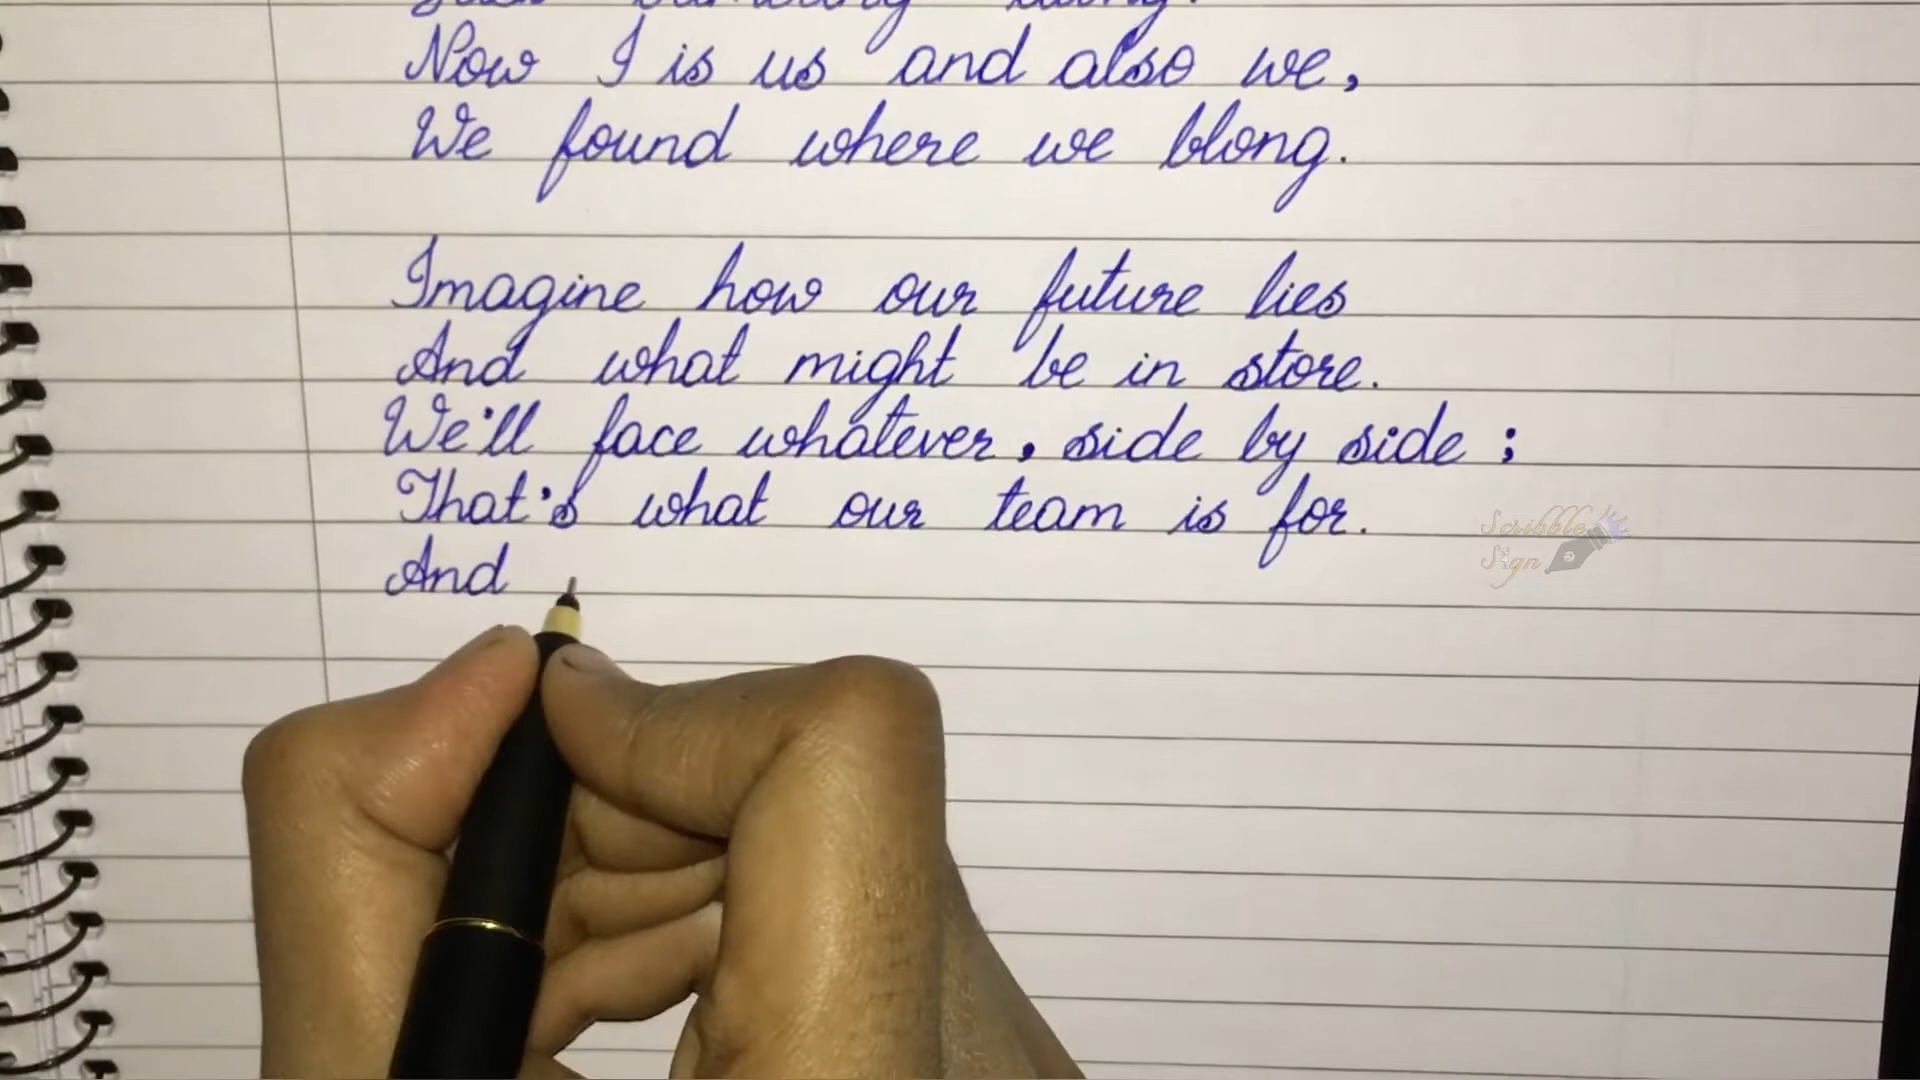 Now I is us and also we,
We found where we blong.
Imagine how our future lies
And what might be in store.
We'll face whatever, side by side;
That's what our team is for.
And
Scribble
Sign